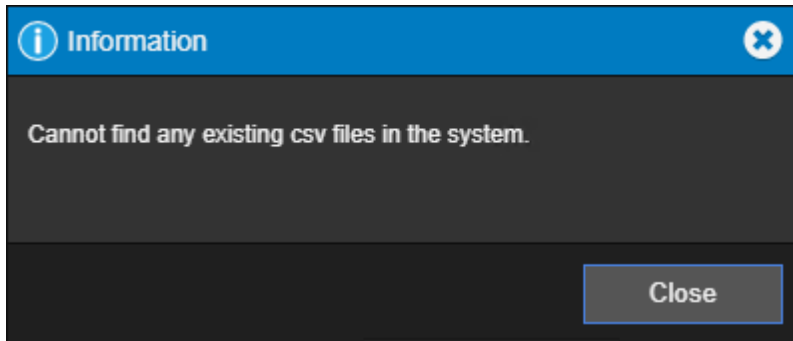 Information
Cannot find any existing csv files in the system.
Close